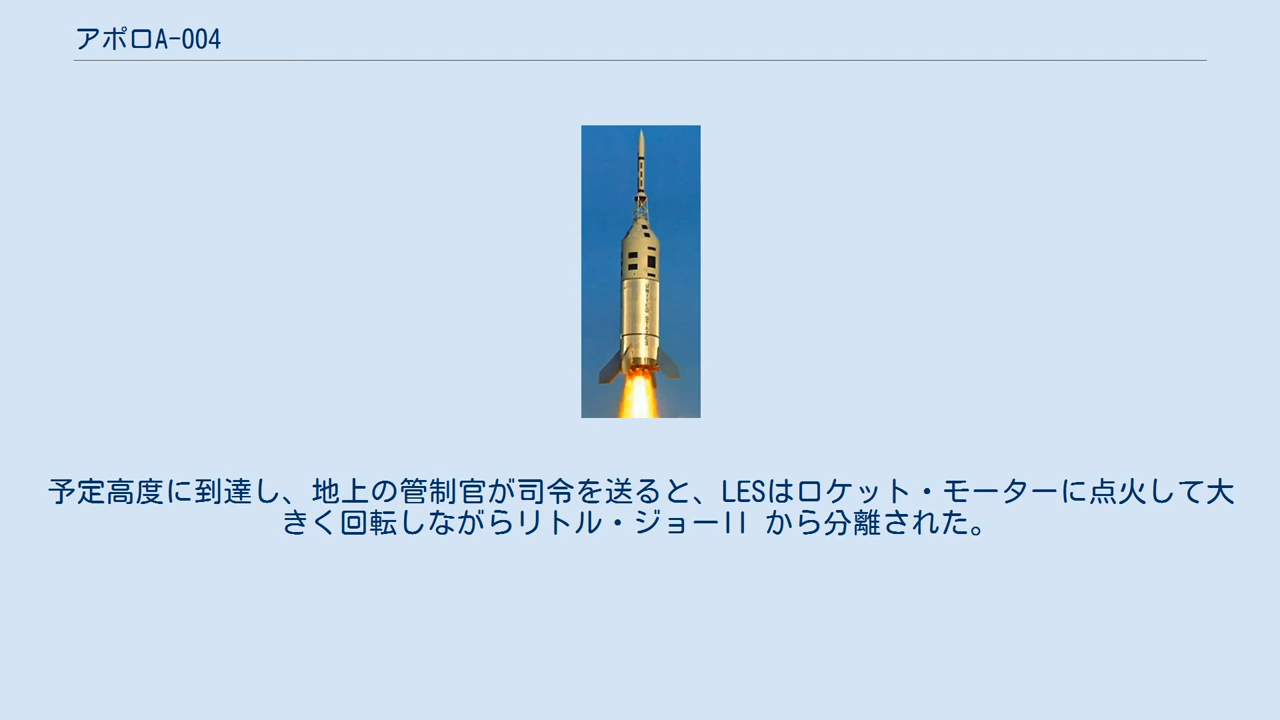 アポロA-004
UNITED STATES
予定高度に到達し、地上の管制官が司令を送ると、LESはロケット・モーターに点火して大
きく回転しながらリトル・ジョーII から分離された。